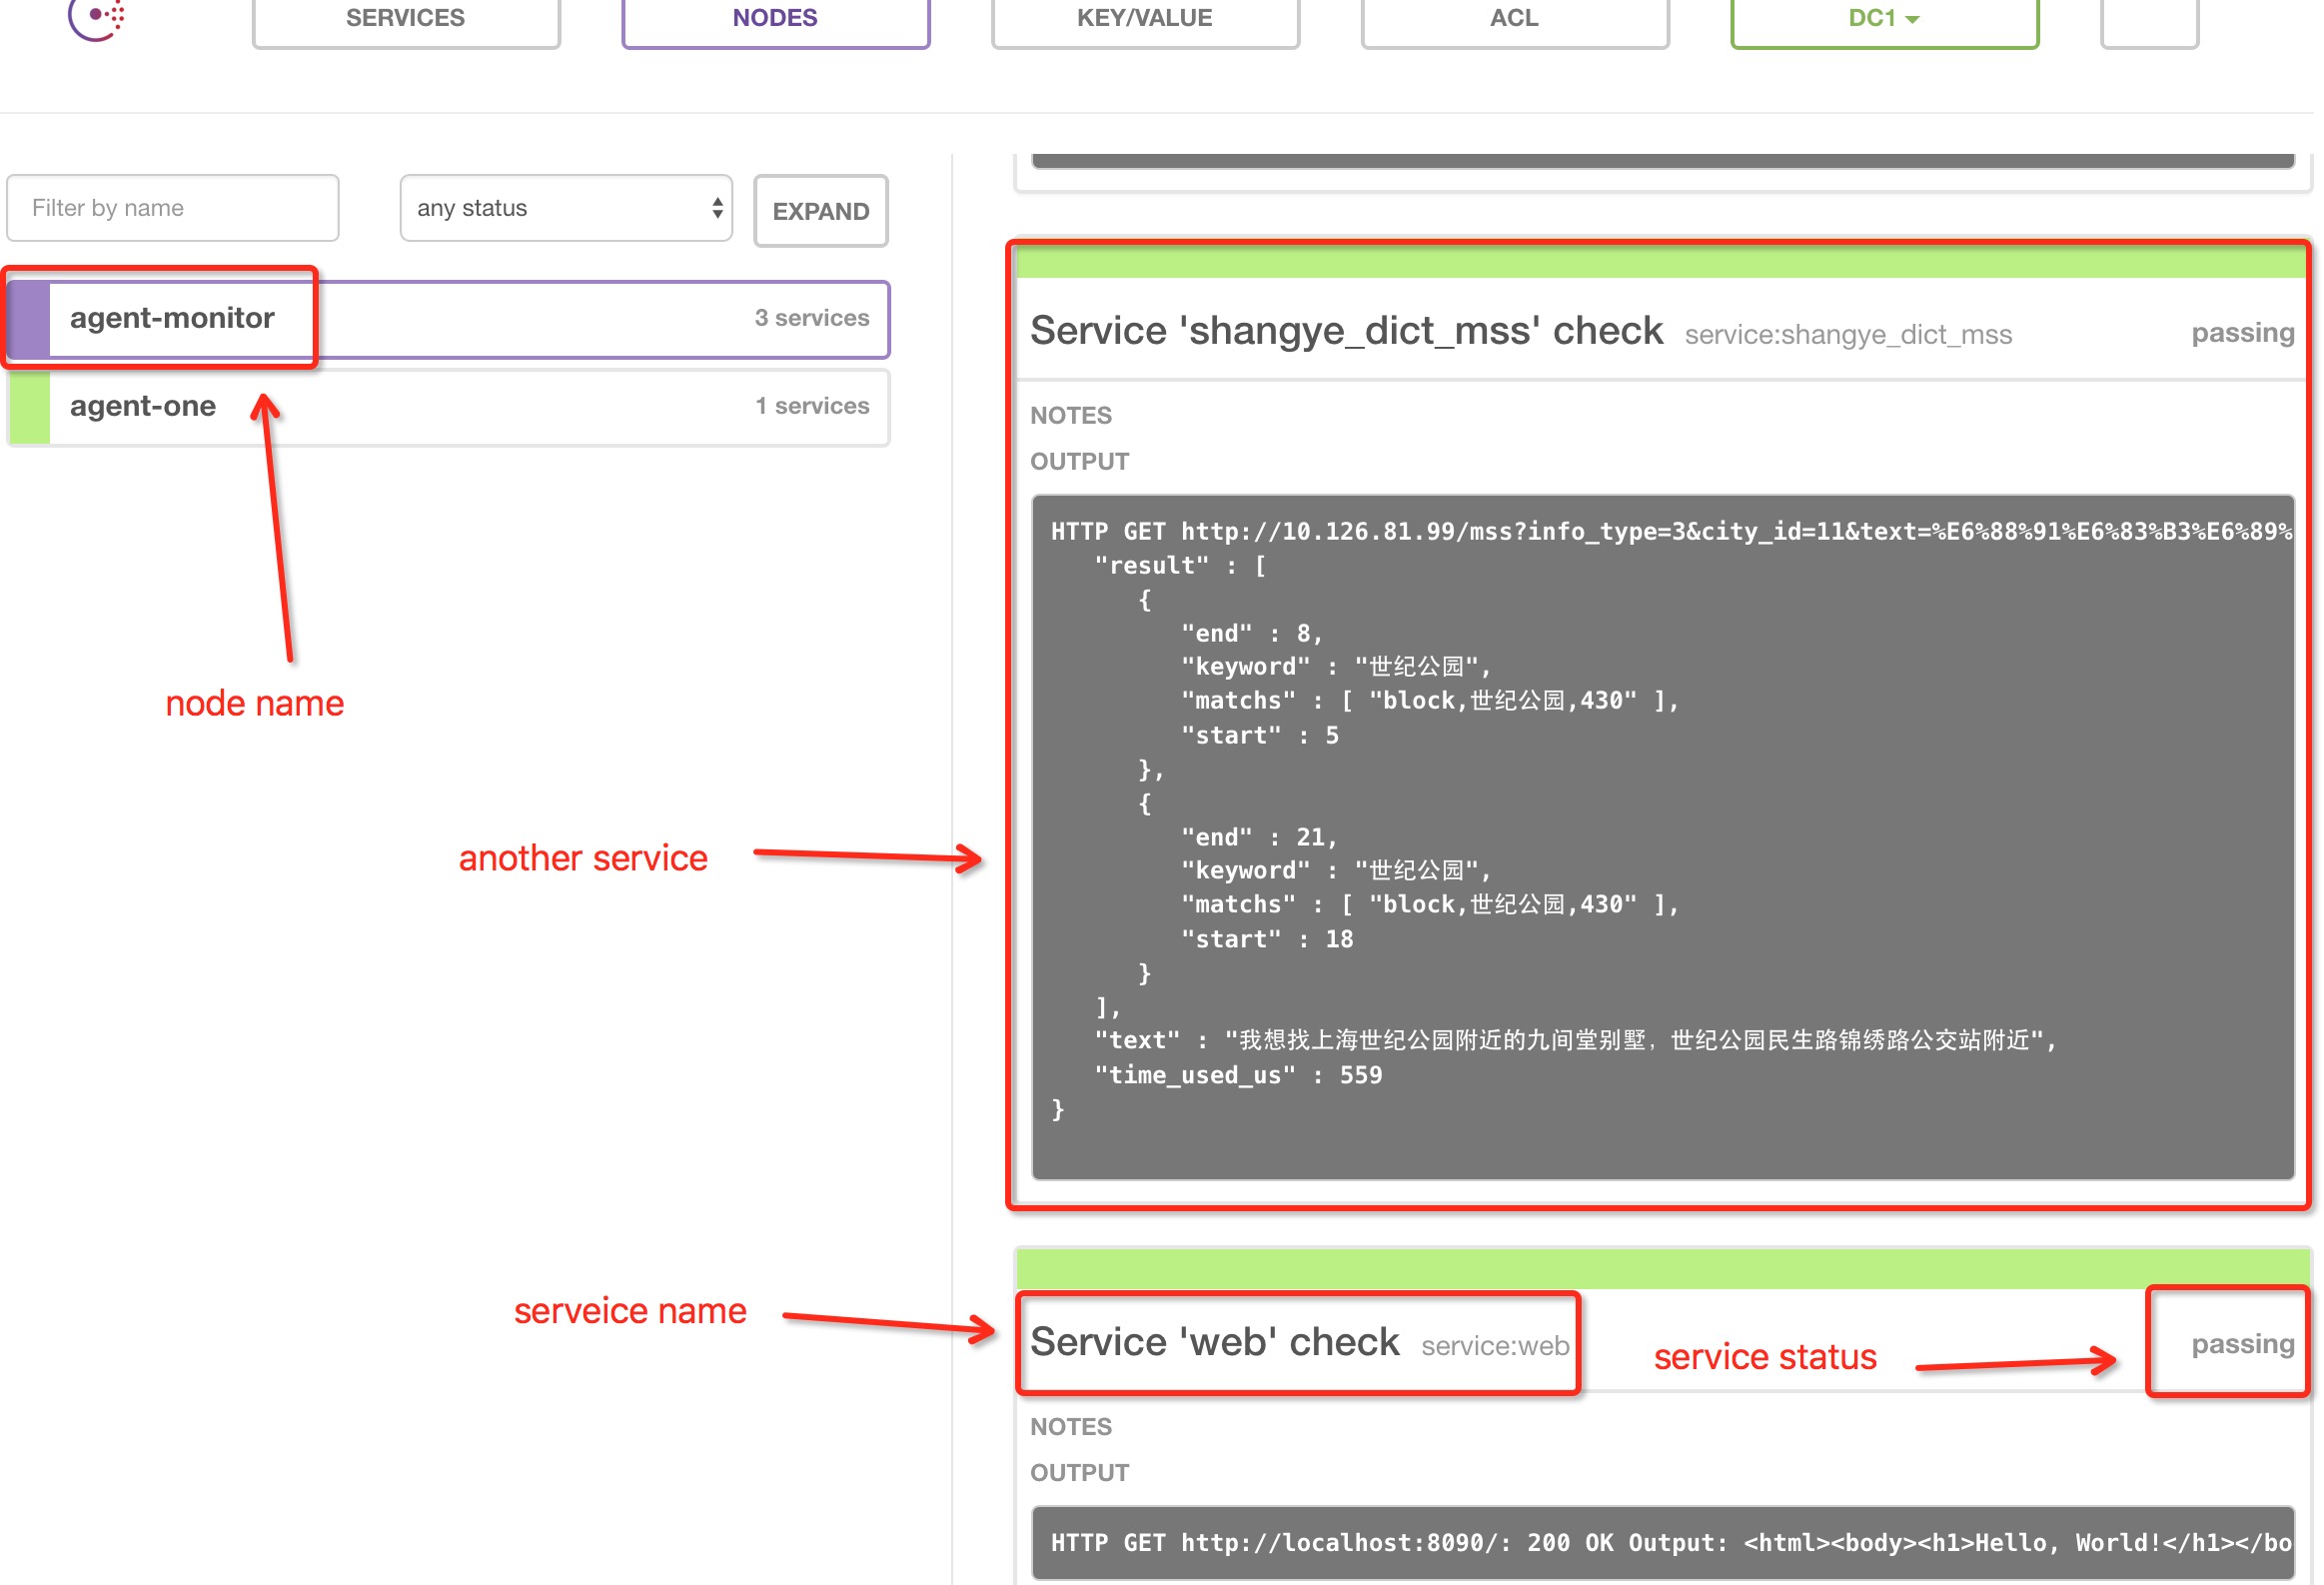 SERVICES NODES KEY/VALUE ACL DC1
Filter by name any status EXPAND
agent-monitor 3 services
agent-one 1 services
node name
another service
serveice name
Service 'shangye_dict_mss' check service:shangye_dict_mss passing
NOTES
OUTPUT
HTTP GET http://10.126.81.99/mss?info_type=3&city_id=11&text=%E6%88%91%E6%83%B3%E6%89%
"result" : [
{
"end" : 8,
"keyword" : "世纪公园",
"matchs" : [ "block,世纪公园,430" ],
"start" : 5
},
{
"end" : 21,
"keyword" : "世纪公园",
"matchs" : [ "block,世纪公园,430" ],
"start" : 18
}
],
"text" : "我想找上海世纪公园附近的九间堂别墅，世纪公园民生路锦绣路公交站附近",
"time_used_us" : 559
}
Service 'web' check service:web service status passing
NOTES
OUTPUT
HTTP GET http://localhost:8090/: 200 OK Output: <html><body><h1>Hello, World!</h1></bo